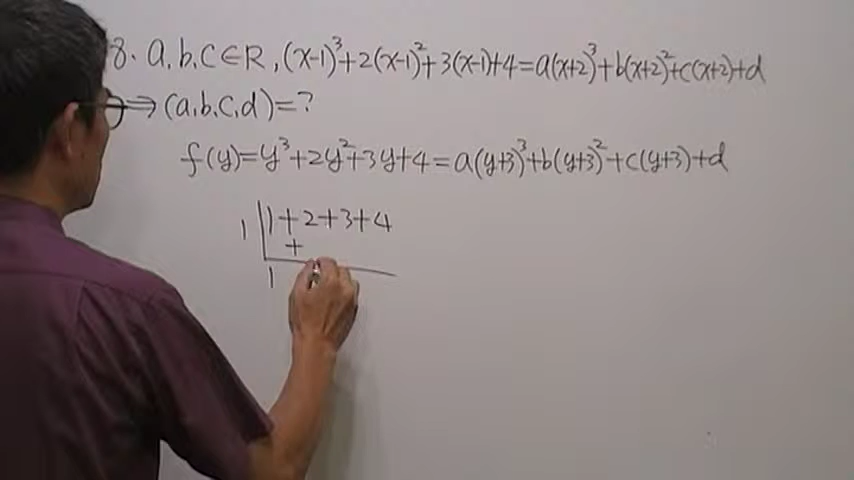 8. a,b,c∈R, (x-1)³+2(x-1)²+3(x-1)+4=a(x+2)³+b(x+2)²+c(x+2)+d
⟹(a,b,c,d)=?
f(y)=y³+2y²+3y+4=a(y+3)³+b(y+3)²+c(y+3)+d
1 | 1+2+3+4
+
1